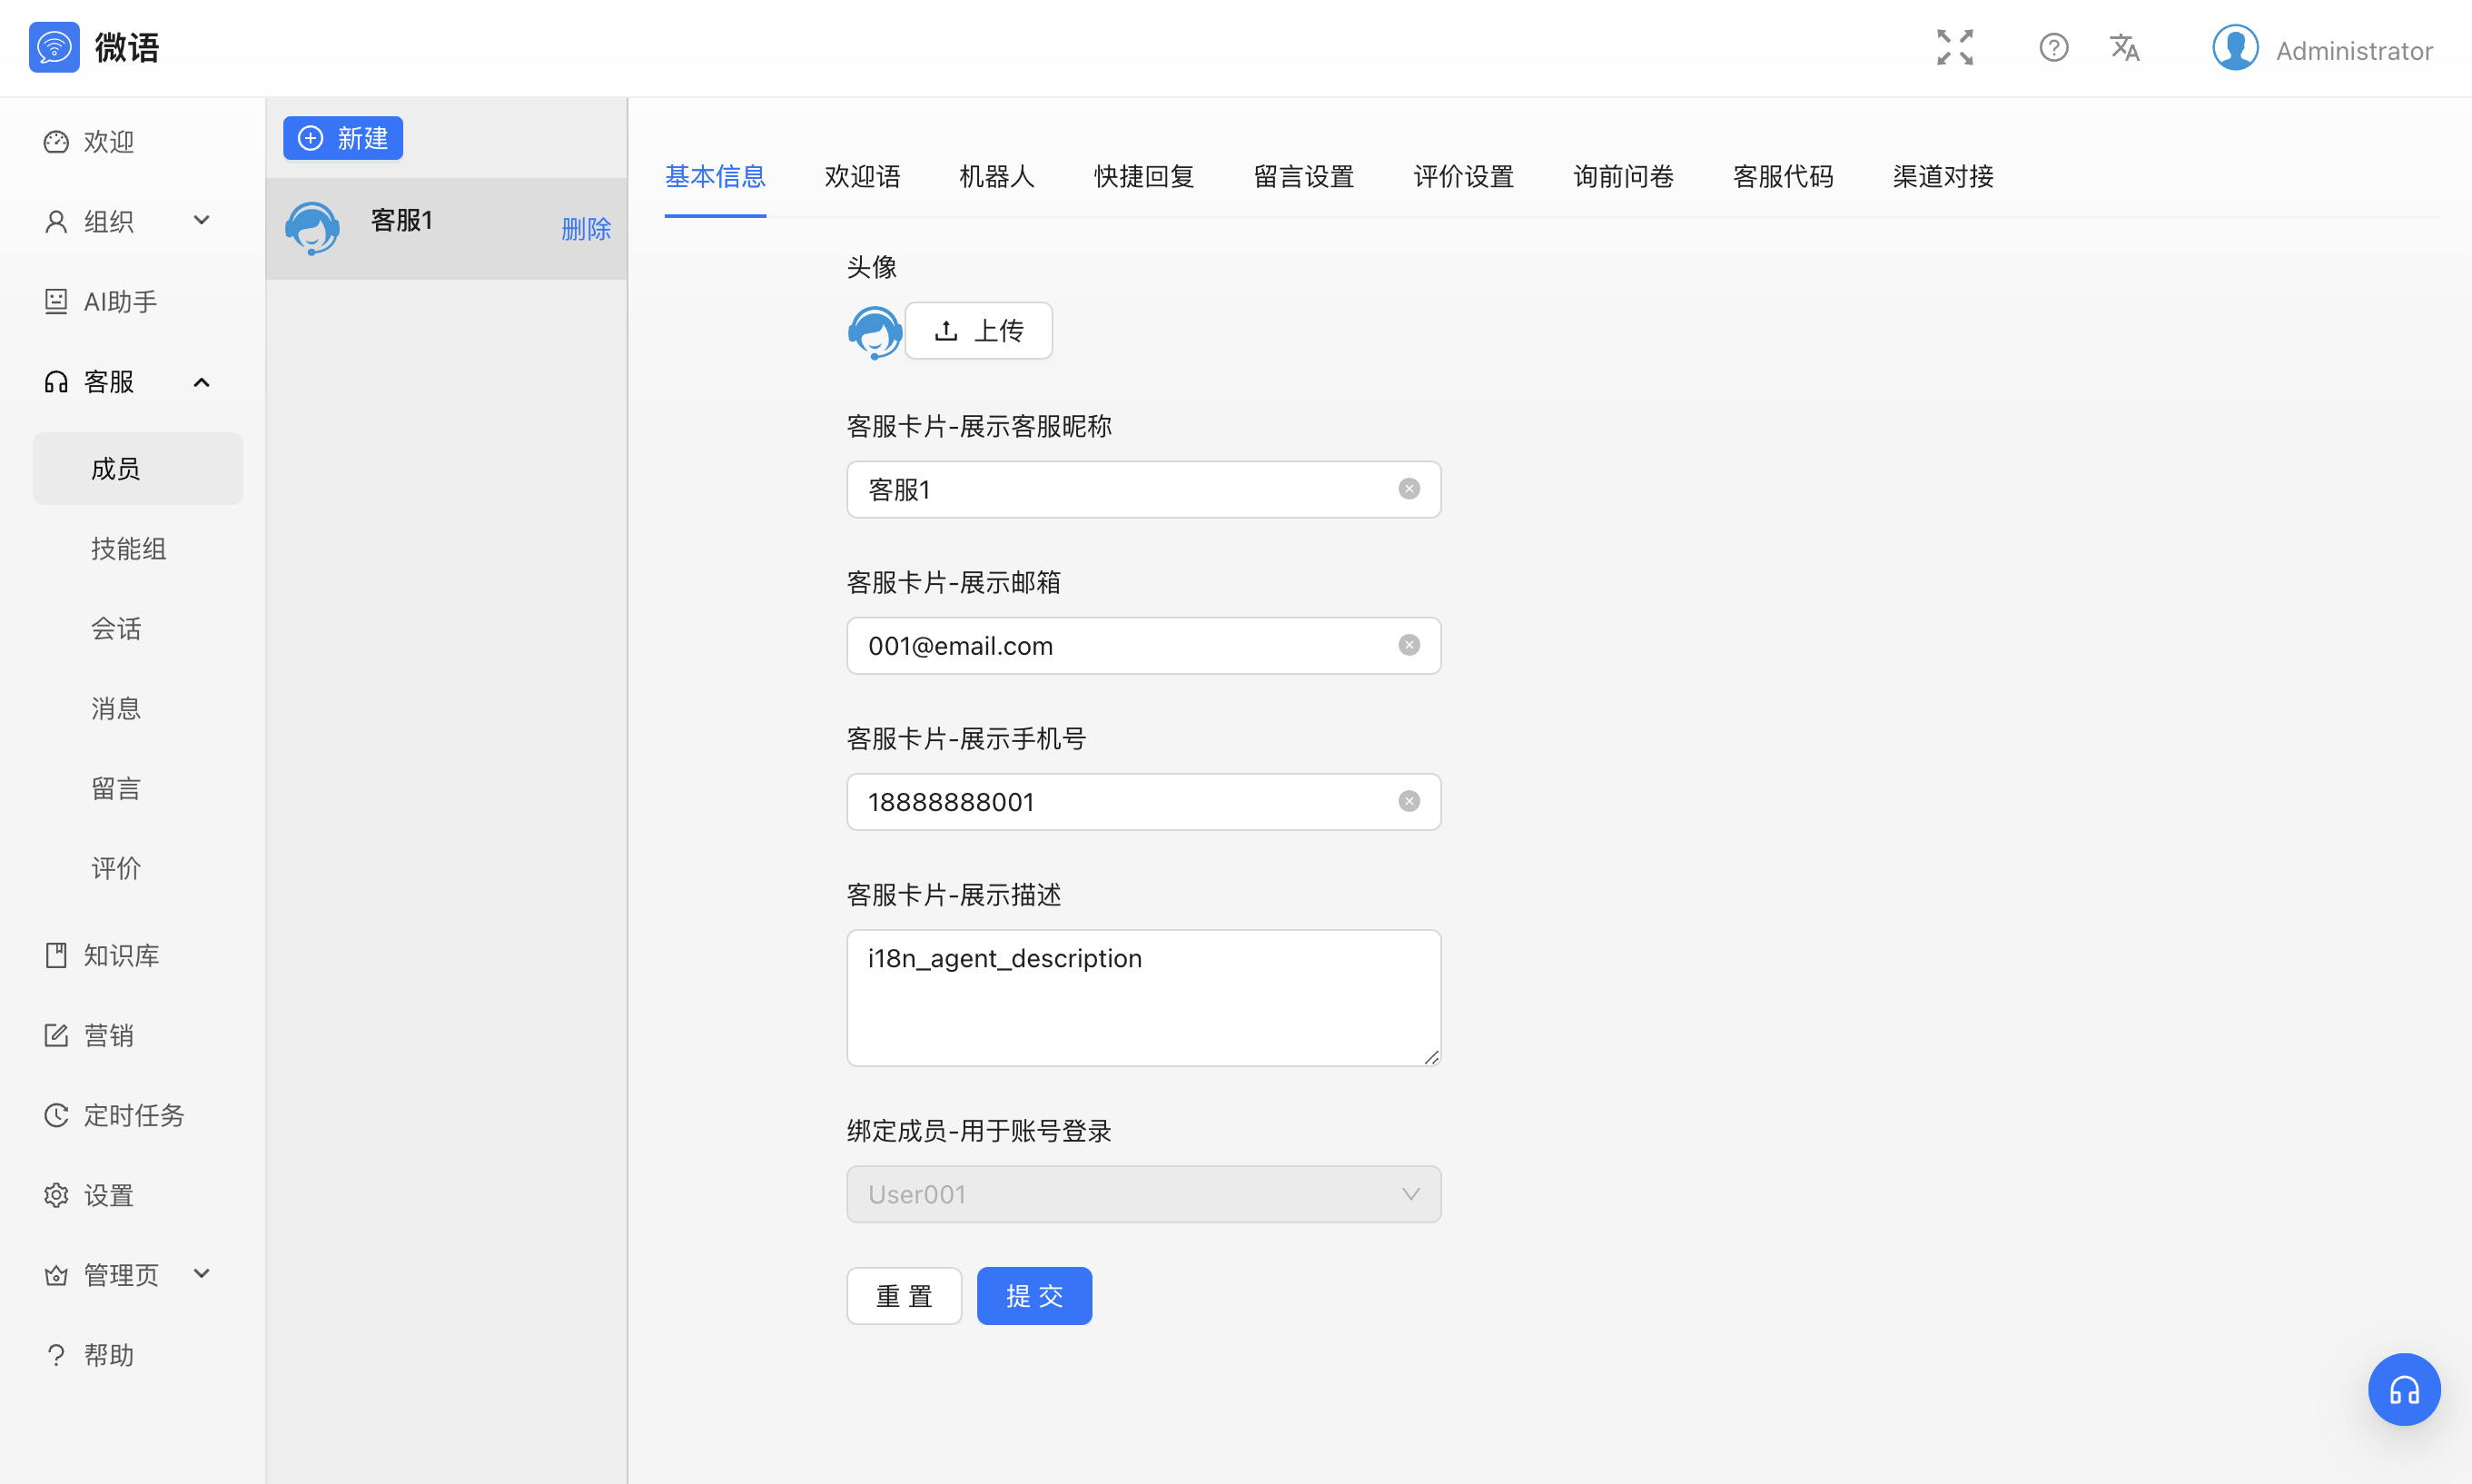 微语
Administrator
欢迎
组织
AI助手
客服
成员
技能组
会话
消息
留言
评价
知识库
营销
定时任务
设置
管理页
帮助
新建
客服1
删除
基本信息 欢迎语 机器人 快捷回复 留言设置 评价设置 询前问卷 客服代码 渠道对接
头像
上传
客服卡片-展示客服昵称
客服1
客服卡片-展示邮箱
001@email.com
客服卡片-展示手机号
18888888001
客服卡片-展示描述
i18n_agent_description
绑定成员-用于账号登录
User001
重 置 提 交